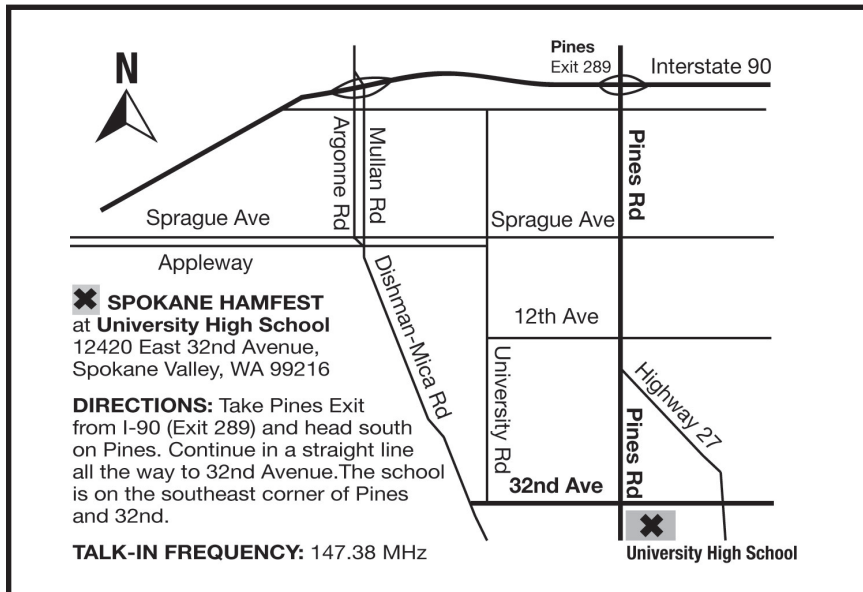 Pines
Exit 289
Interstate 90
N
Argonne Rd
Mullan Rd
Pines Rd
Sprague Ave
Sprague Ave
Appleway
Dishman-Mica Rd
✖ SPOKANE HAMFEST
at University High School
12420 East 32nd Avenue,
Spokane Valley, WA 99216
12th Ave
University Rd
Highway 27
Pines Rd
DIRECTIONS: Take Pines Exit
from I-90 (Exit 289) and head south
on Pines. Continue in a straight line
all the way to 32nd Avenue.The school
is on the southeast corner of Pines
and 32nd.
32nd Ave
✖
University High School
TALK-IN FREQUENCY: 147.38 MHz